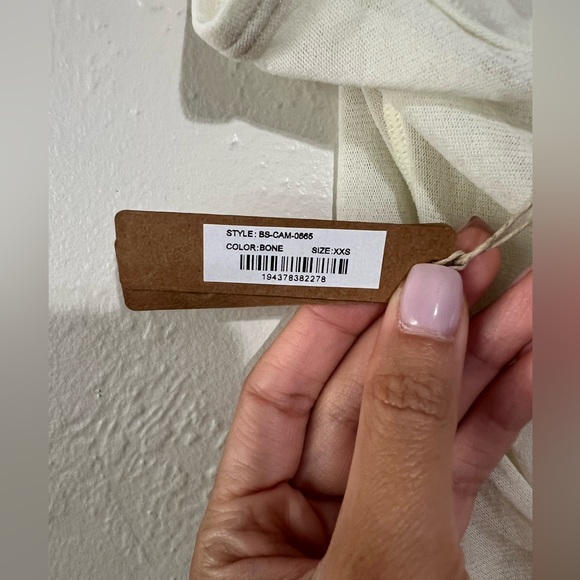 STYLE: BS-CAM-0565
COLOR:BONE SIZE:XXS
194378382278